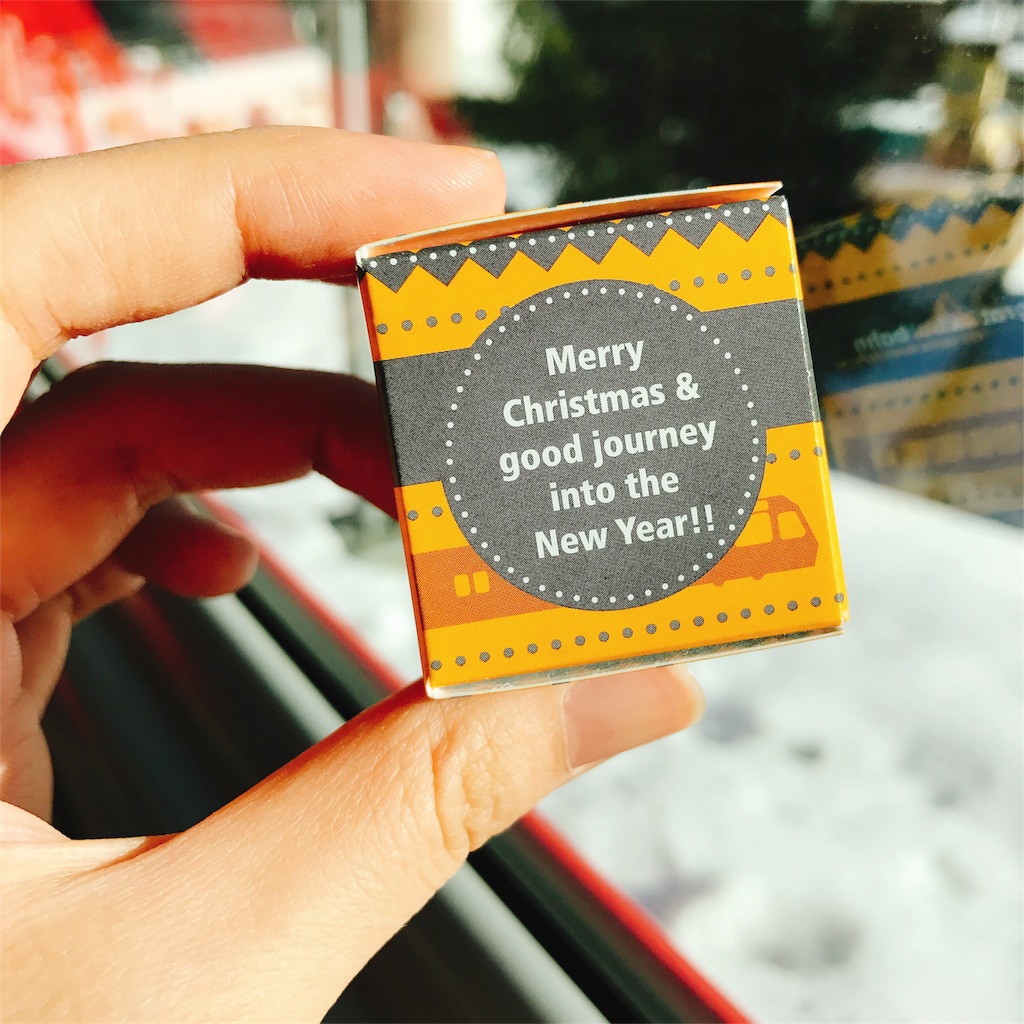 Merry
Christmas &
good journey
into the
New Year!!